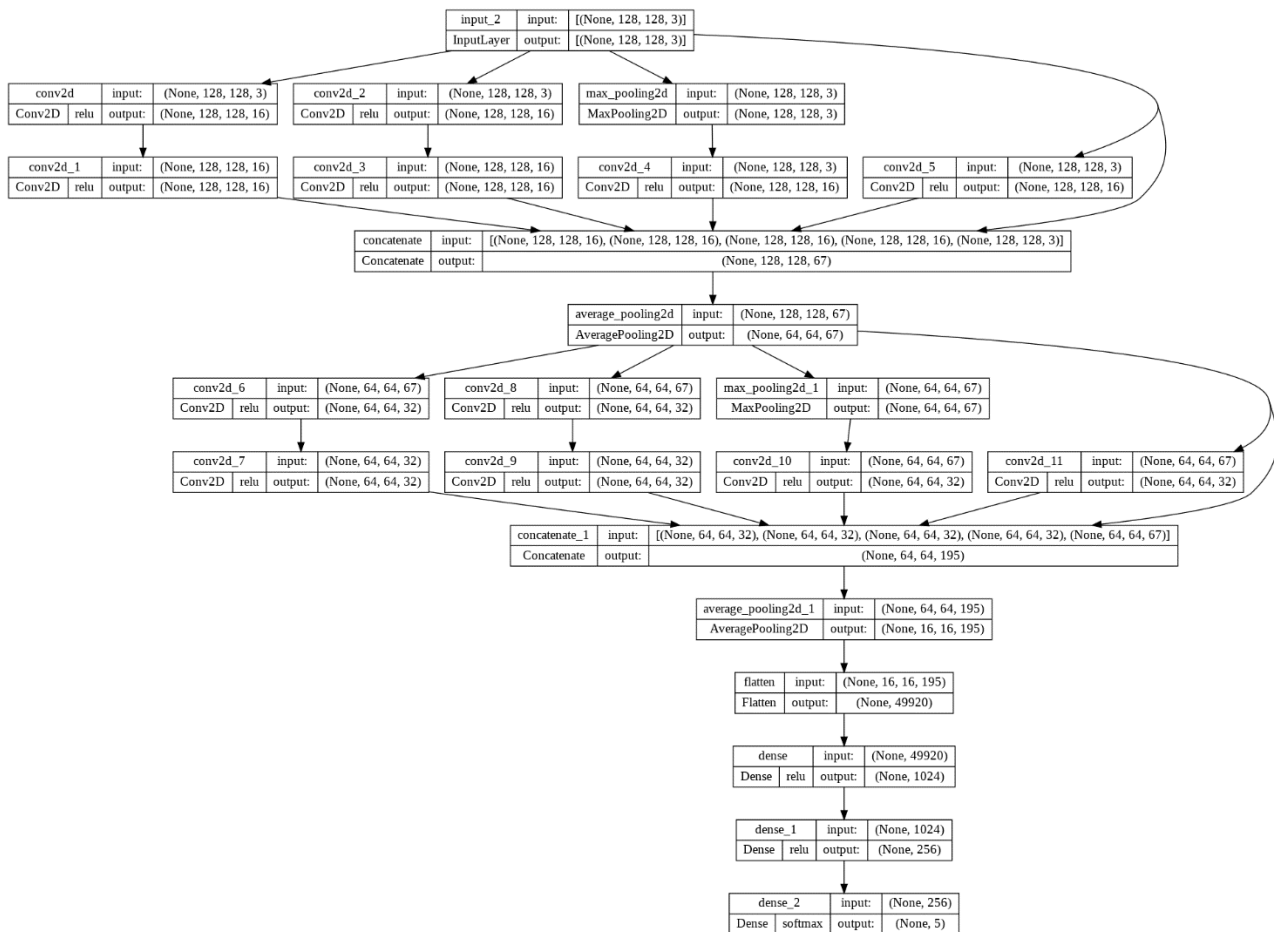 input_2 input: [(None, 128, 128, 3)]
InputLayer output: [(None, 128, 128, 3)]
conv2d input: (None, 128, 128, 3)
Conv2D relu output: (None, 128, 128, 16)
conv2d_2 input: (None, 128, 128, 3)
Conv2D relu output: (None, 128, 128, 16)
max_pooling2d input: (None, 128, 128, 3)
MaxPooling2D output: (None, 128, 128, 3)
conv2d_1 input: (None, 128, 128, 16)
Conv2D relu output: (None, 128, 128, 16)
conv2d_3 input: (None, 128, 128, 16)
Conv2D relu output: (None, 128, 128, 16)
conv2d_4 input: (None, 128, 128, 3)
Conv2D relu output: (None, 128, 128, 16)
conv2d_5 input: (None, 128, 128, 3)
Conv2D relu output: (None, 128, 128, 16)
concatenate input: [(None, 128, 128, 16), (None, 128, 128, 16), (None, 128, 128, 16), (None, 128, 128, 16), (None, 128, 128, 3)]
Concatenate output: (None, 128, 128, 67)
average_pooling2d input: (None, 128, 128, 67)
AveragePooling2D output: (None, 64, 64, 67)
conv2d_6 input: (None, 64, 64, 67)
Conv2D relu output: (None, 64, 64, 32)
conv2d_8 input: (None, 64, 64, 67)
Conv2D relu output: (None, 64, 64, 32)
max_pooling2d_1 input: (None, 64, 64, 67)
MaxPooling2D output: (None, 64, 64, 67)
conv2d_7 input: (None, 64, 64, 32)
Conv2D relu output: (None, 64, 64, 32)
conv2d_9 input: (None, 64, 64, 32)
Conv2D relu output: (None, 64, 64, 32)
conv2d_10 input: (None, 64, 64, 67)
Conv2D relu output: (None, 64, 64, 32)
conv2d_11 input: (None, 64, 64, 67)
Conv2D relu output: (None, 64, 64, 32)
concatenate_1 input: [(None, 64, 64, 32), (None, 64, 64, 32), (None, 64, 64, 32), (None, 64, 64, 32), (None, 64, 64, 67)]
Concatenate output: (None, 64, 64, 195)
average_pooling2d_1 input: (None, 64, 64, 195)
AveragePooling2D output: (None, 16, 16, 195)
flatten input: (None, 16, 16, 195)
Flatten output: (None, 49920)
dense input: (None, 49920)
Dense relu output: (None, 1024)
dense_1 input: (None, 1024)
Dense relu output: (None, 256)
dense_2 input: (None, 256)
Dense softmax output: (None, 5)